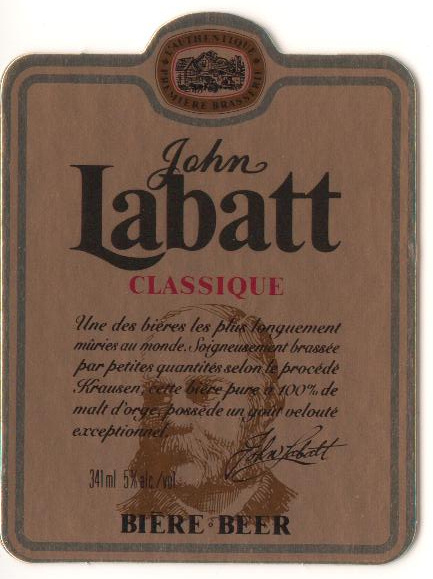 L'AUTHENTIQUE
PREMIÈRE BRASSERIE
John
Labatt
CLASSIQUE
Une des bières les plus longuement
mûries au monde. Soigneusement brassée
par petites quantités selon le procédé
Krausen, cette bière pure à 100% de
malt d'orge, possède un goût velouté
exceptionnel.
John Labatt
341 ml 5% alc./vol.
BIÈRE • BEER